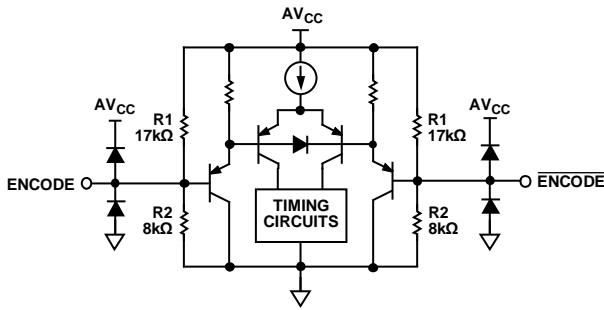 AVCC
AVCC
R1
17kΩ
R1
17kΩ
AVCC
ENCODE
ENCODE
R2
8kΩ
TIMING
CIRCUITS
R2
8kΩ